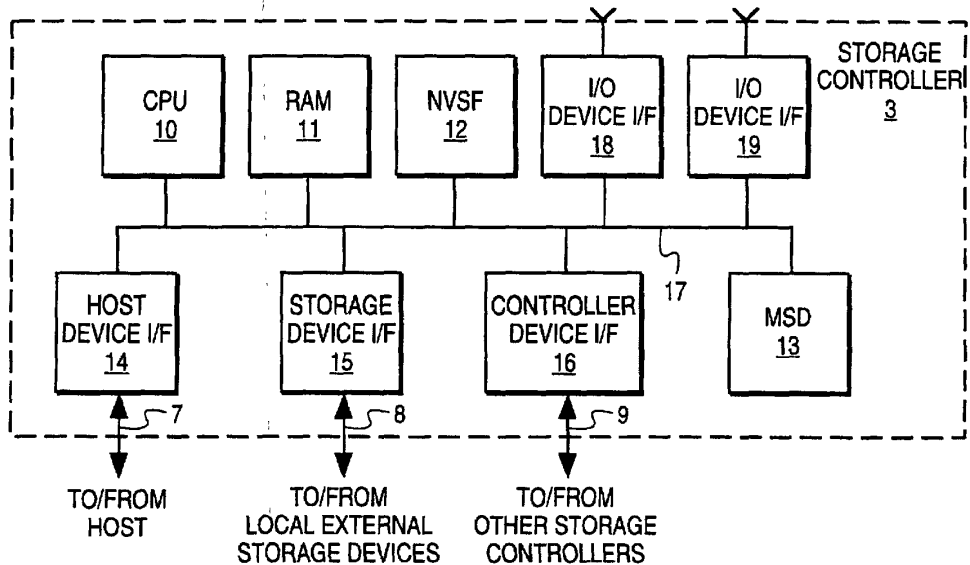 STORAGE
CONTROLLER
3
CPU
10
RAM
11
NVSF
12
I/O
DEVICE I/F
18
I/O
DEVICE I/F
19
17
HOST
DEVICE I/F
14
STORAGE
DEVICE I/F
15
CONTROLLER
DEVICE I/F
16
MSD
13
7
8
9
TO/FROM
HOST
TO/FROM
LOCAL EXTERNAL
STORAGE DEVICES
TO/FROM
OTHER STORAGE
CONTROLLERS